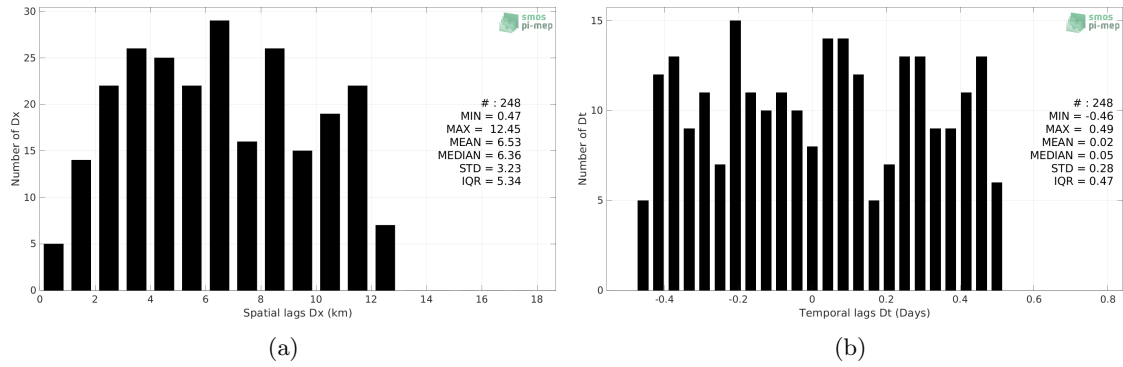 30
25
20
15
10
5
0
Number of Dx
smos
pi-mep
# : 248
MIN = 0.47
MAX = 12.45
MEAN = 6.53
MEDIAN = 6.36
STD = 3.23
IQR = 5.34
0 2 4 6 8 10 12 14 16 18
Spatial lags Dx (km)
(a)
15
10
5
0
Number of Dt
smos
pi-mep
# : 248
MIN = -0.46
MAX = 0.49
MEAN = 0.02
MEDIAN = 0.05
STD = 0.28
IQR = 0.47
-0.4 -0.2 0 0.2 0.4 0.6 0.8
Temporal lags Dt (Days)
(b)